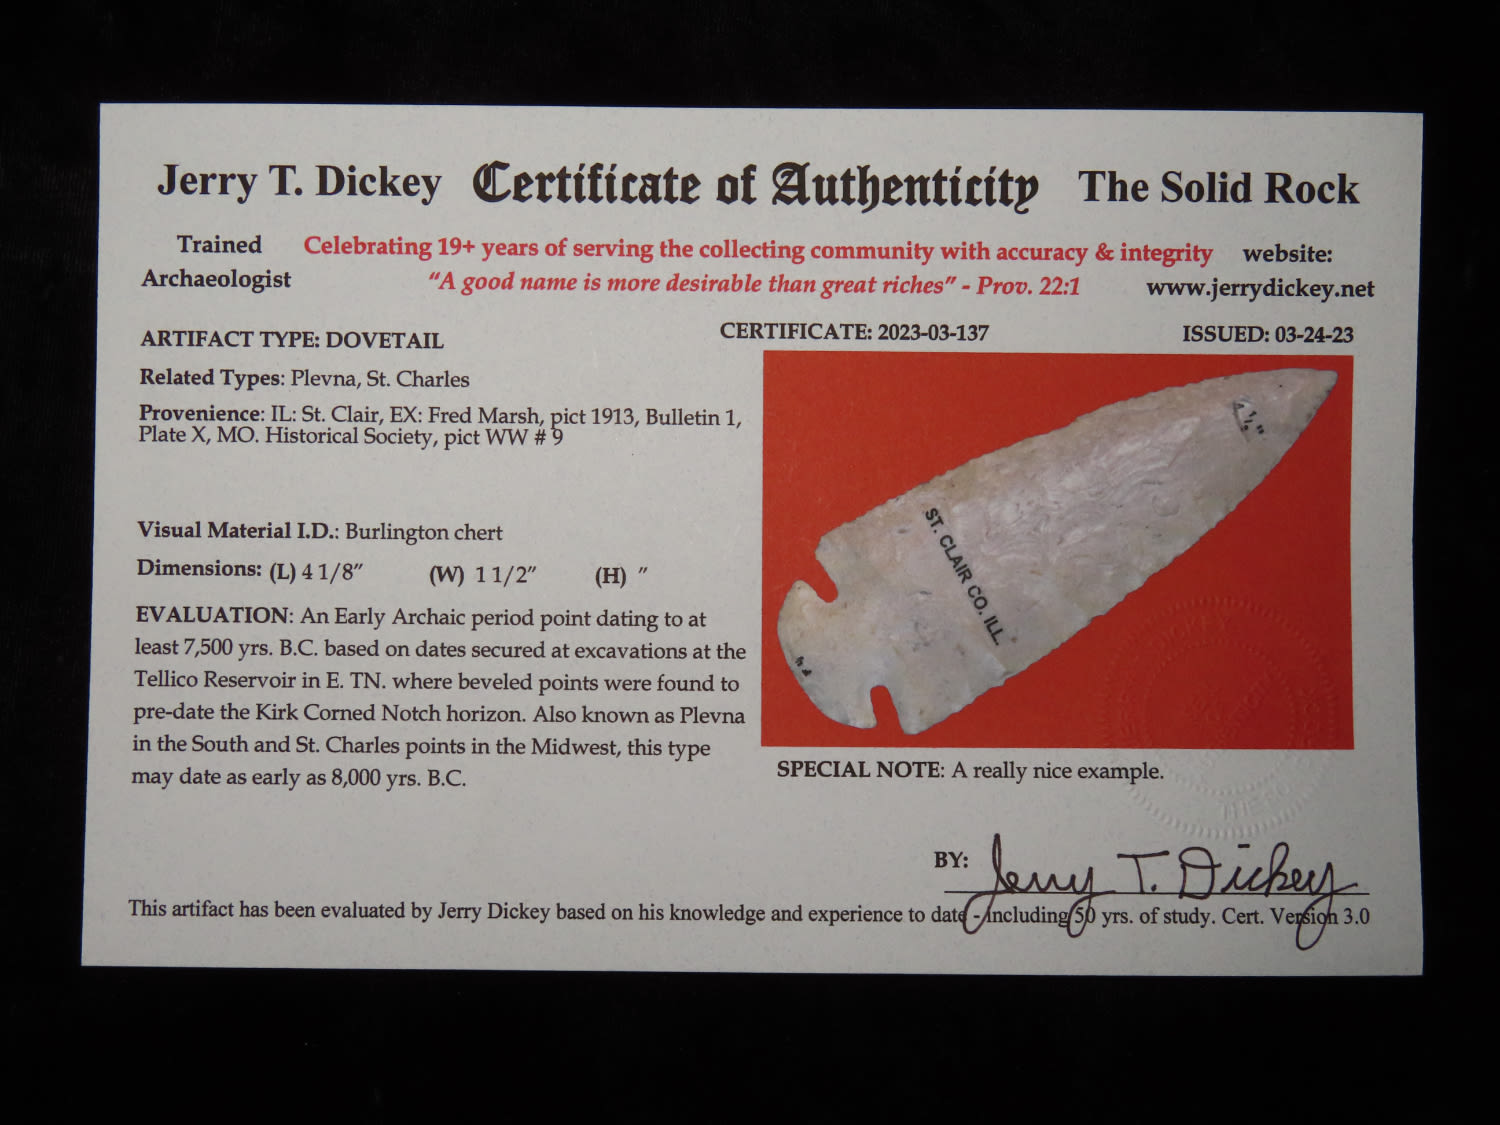 Jerry T. Dickey Certificate of Authenticity The Solid Rock
Trained Archaeologist
Celebrating 19+ years of serving the collecting community with accuracy & integrity
"A good name is more desirable than great riches" - Prov. 22:1
website:
www.jerrydickey.net
ARTIFACT TYPE: DOVETAIL
CERTIFICATE: 2023-03-137
ISSUED: 03-24-23
Related Types: Plevna, St. Charles
Provenience: IL: St. Clair, EX: Fred Marsh, pict 1913, Bulletin 1,
Plate X, MO. Historical Society, pict WW # 9
Visual Material I.D.: Burlington chert
Dimensions: (L) 4 1/8" (W) 1 1/2" (H) "
EVALUATION: An Early Archaic period point dating to at
least 7,500 yrs. B.C. based on dates secured at excavations at the
Tellico Reservoir in E. TN. where beveled points were found to
pre-date the Kirk Corned Notch horizon. Also known as Plevna
in the South and St. Charles points in the Midwest, this type
may date as early as 8,000 yrs. B.C.
ST. CLAIR CO. ILL.
SPECIAL NOTE: A really nice example.
BY: Jerry T. Dickey
This artifact has been evaluated by Jerry Dickey based on his knowledge and experience to date - including 50 yrs. of study. Cert. Version 3.0